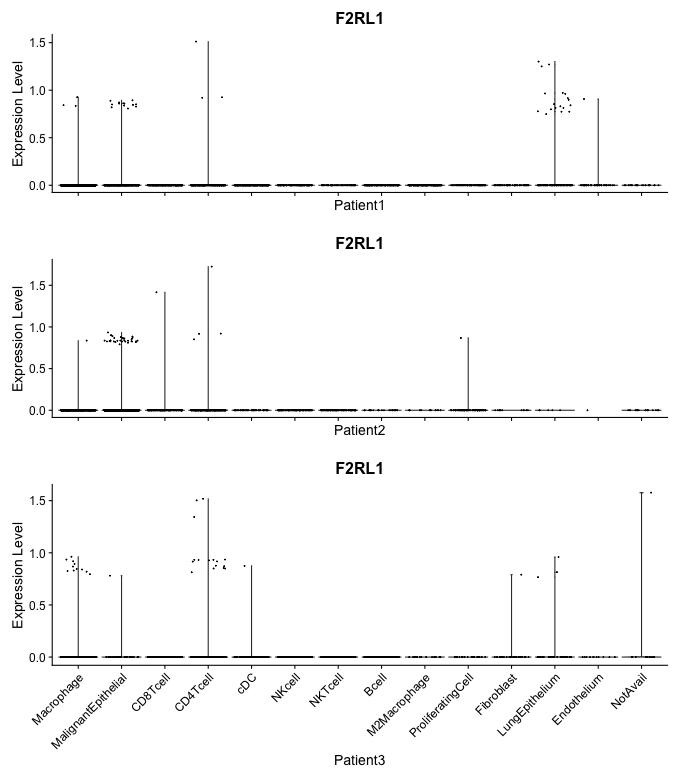 F2RL1
Expression Level
1.5
1.0
0.5
0.0
Patient1
F2RL1
Expression Level
1.5
1.0
0.5
0.0
Patient2
F2RL1
Expression Level
1.5
1.0
0.5
0.0
Macrophage
MalignantEpithelial
CD8Tcell
CD4Tcell
cDC
NKcell
NKTcell
Bcell
M2Macrophage
ProliferatingCell
Fibroblast
LungEpithelium
Endothelium
NotAvail
Patient3